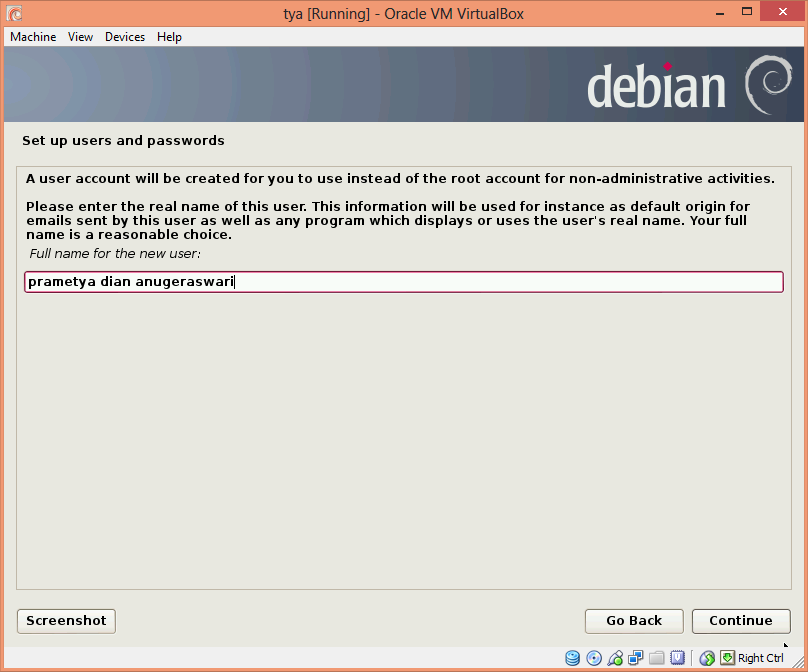 tya [Running] - Oracle VM VirtualBox
Machine View Devices Help
debian
Set up users and passwords
A user account will be created for you to use instead of the root account for non-administrative activities.
Please enter the real name of this user. This information will be used for instance as default origin for
emails sent by this user as well as any program which displays or uses the user's real name. Your full
name is a reasonable choice.
Full name for the new user:
prametya dian anugeraswari
Screenshot Go Back Continue
Right Ctrl